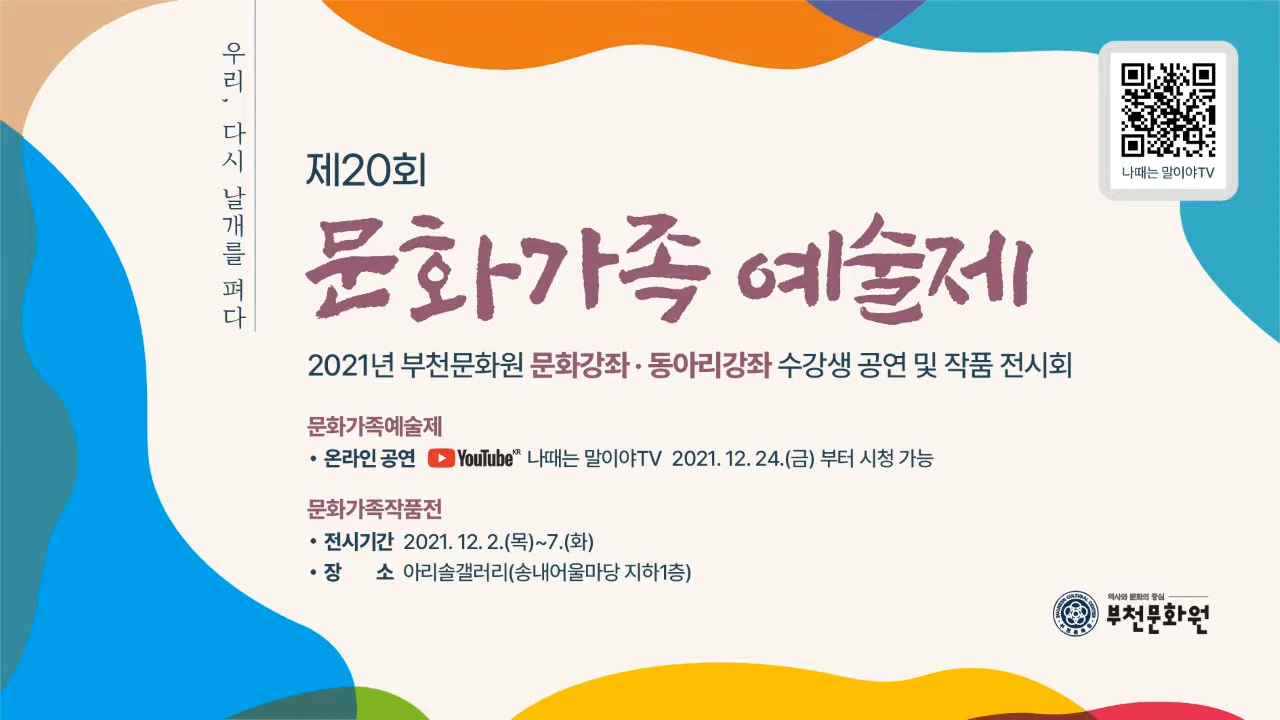 우리, 다시 날개를 펴다
나때는 말이야TV
제20회
문화가족 예술제
2021년 부천문화원 문화강좌·동아리강좌 수강생 공연 및 작품 전시회
문화가족예술제
• 온라인 공연 YouTube KR 나때는 말이야TV 2021. 12. 24.(금) 부터 시청 가능
문화가족작품전
• 전시기간 2021. 12. 2.(목)~7.(화)
• 장 소 아리솔갤러리(송내어울마당 지하1층)
역사와 문화의 중심
부천문화원